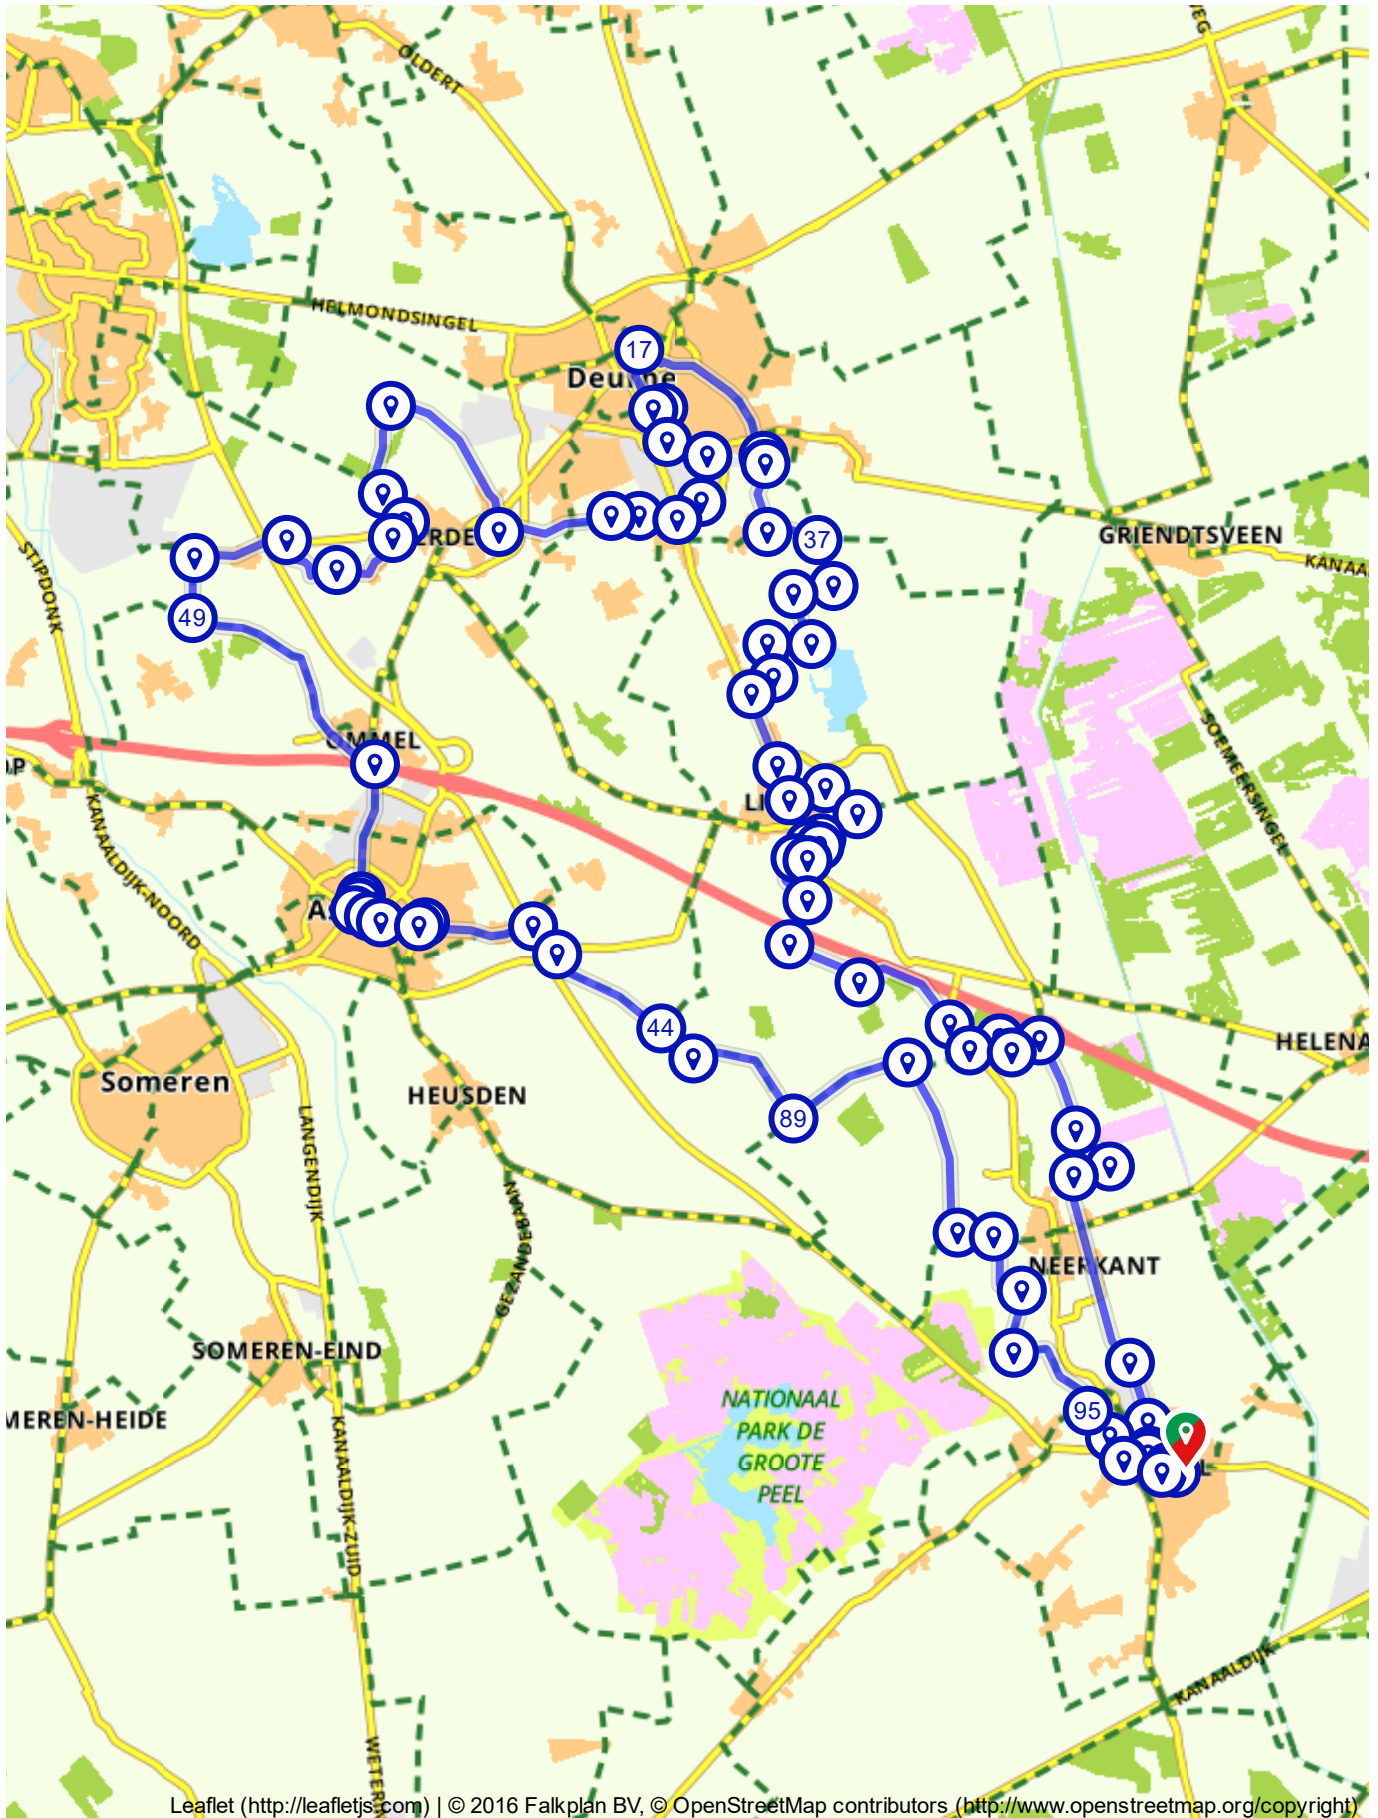 OLDERT
HELMONDSINGEL
17
STIPDONK
37
GRIENDTSVEEN
KANAA
49
SOEMEERSINGEL
KANAALDIJK-NOORD
44
HELENA
Someren
HEUSDEN
89
LANGENDIJK
GEZANDEBAAN
NEERKANT
SOMEREN-EIND
NATIONAAL
PARK DE
GROOTE
PEEL
95
MEREN-HEIDE
KANAALDIJK-ZUID
KANAALDIJK
Leaflet (http://leafletjs.com) | © 2016 Falkplan BV, © OpenStreetMap contributors (http://www.openstreetmap.org/copyright)